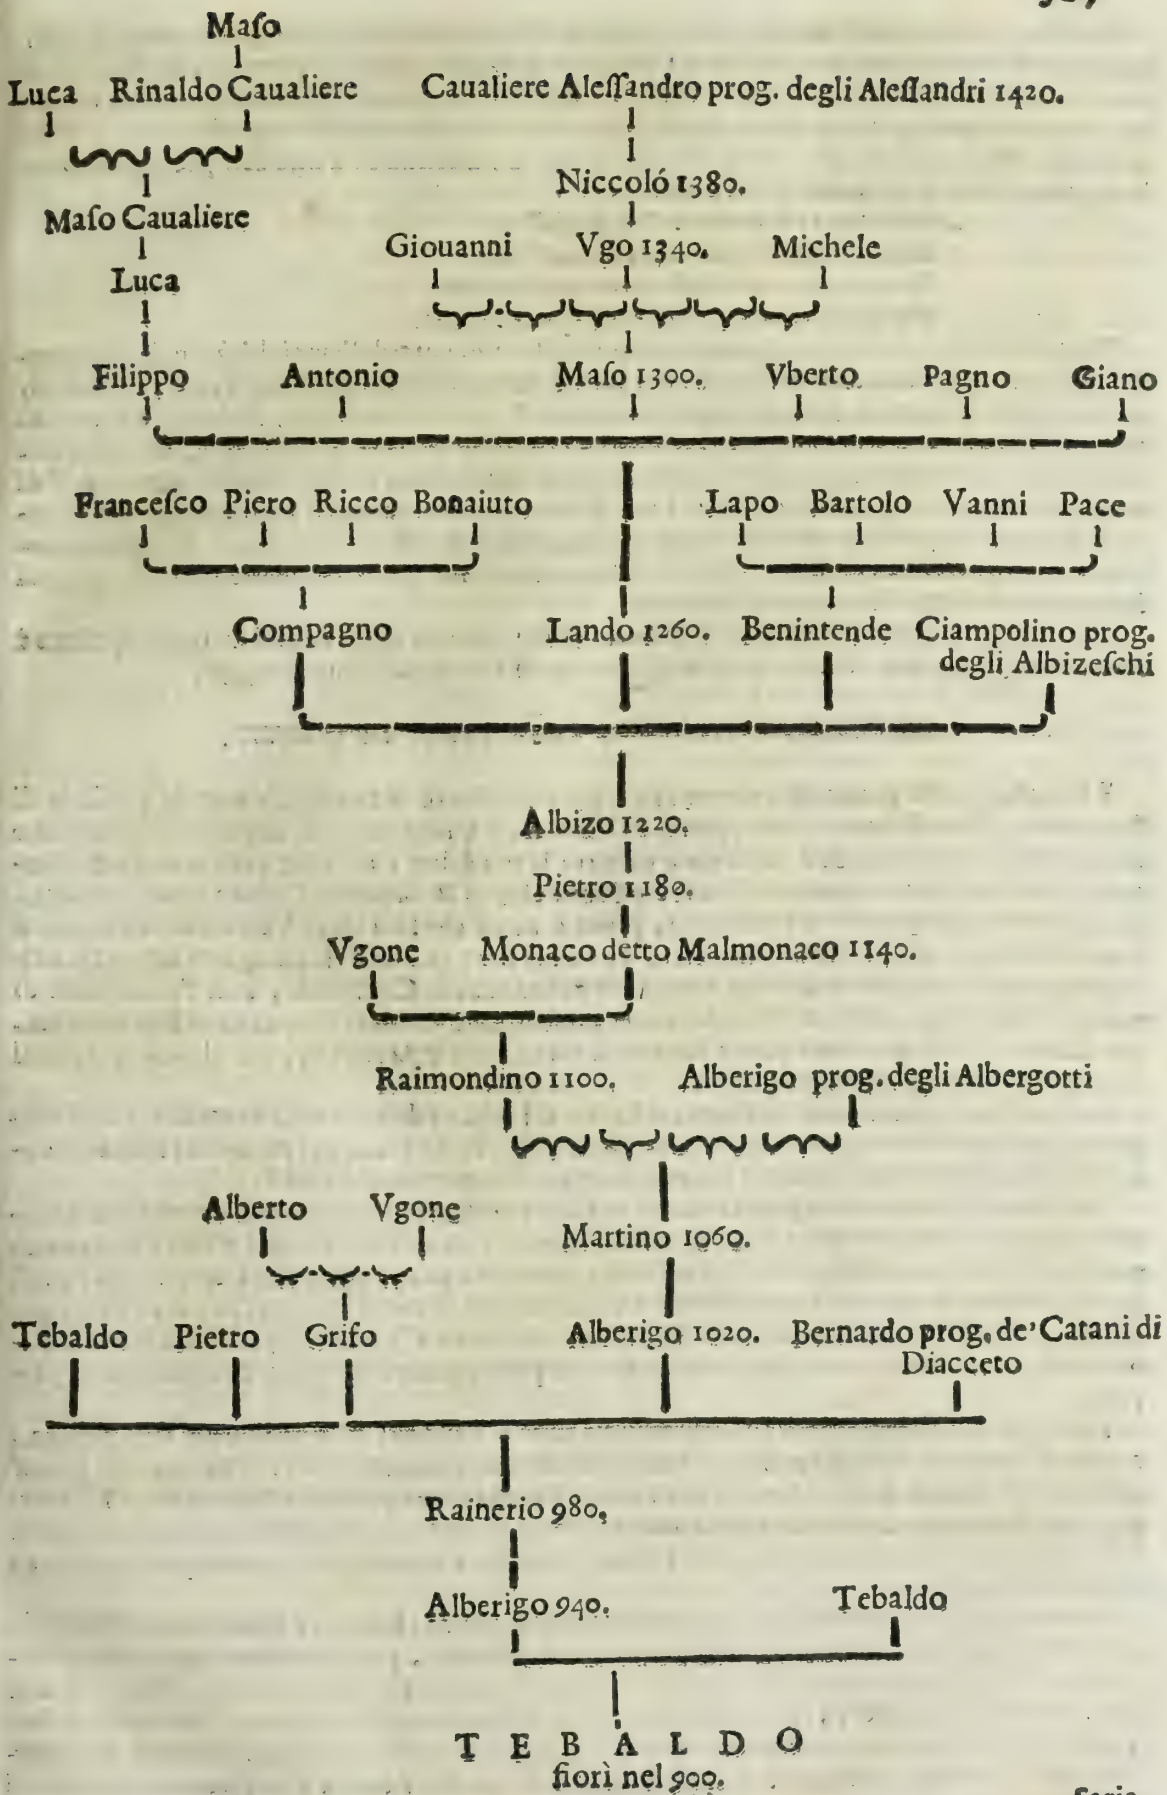 Maſo
Luca Rinaldo Caualiere Caualiere Aleſſandro prog. degli Aleſſandri 1420.
Niccoló 1380.
Maſo Caualiere
Giouanni Vgo 1340. Michele
Luca
Filippo Antonio Maſo 1300. Vberto Pagno Giano
Franceſco Piero Ricco Bonaiuto Lapo Bartolo Vanni Pace
Compagno Lando 1260. Benintende Ciampolino prog.
degli Albizeſchi
Albizo 1220.
Pietro 1180.
Vgone Monaco detto Malmonaco 1140.
Raimondino 1100. Alberigo prog. degli Albergotti
Alberto Vgone
Martino 1060.
Tebaldo Pietro Grifo Alberigo 1020. Bernardo prog. de' Catani di
Diacceto
Rainerio 980.
Alberigo 940. Tebaldo
T E B A L D O
fiorì nel 900.